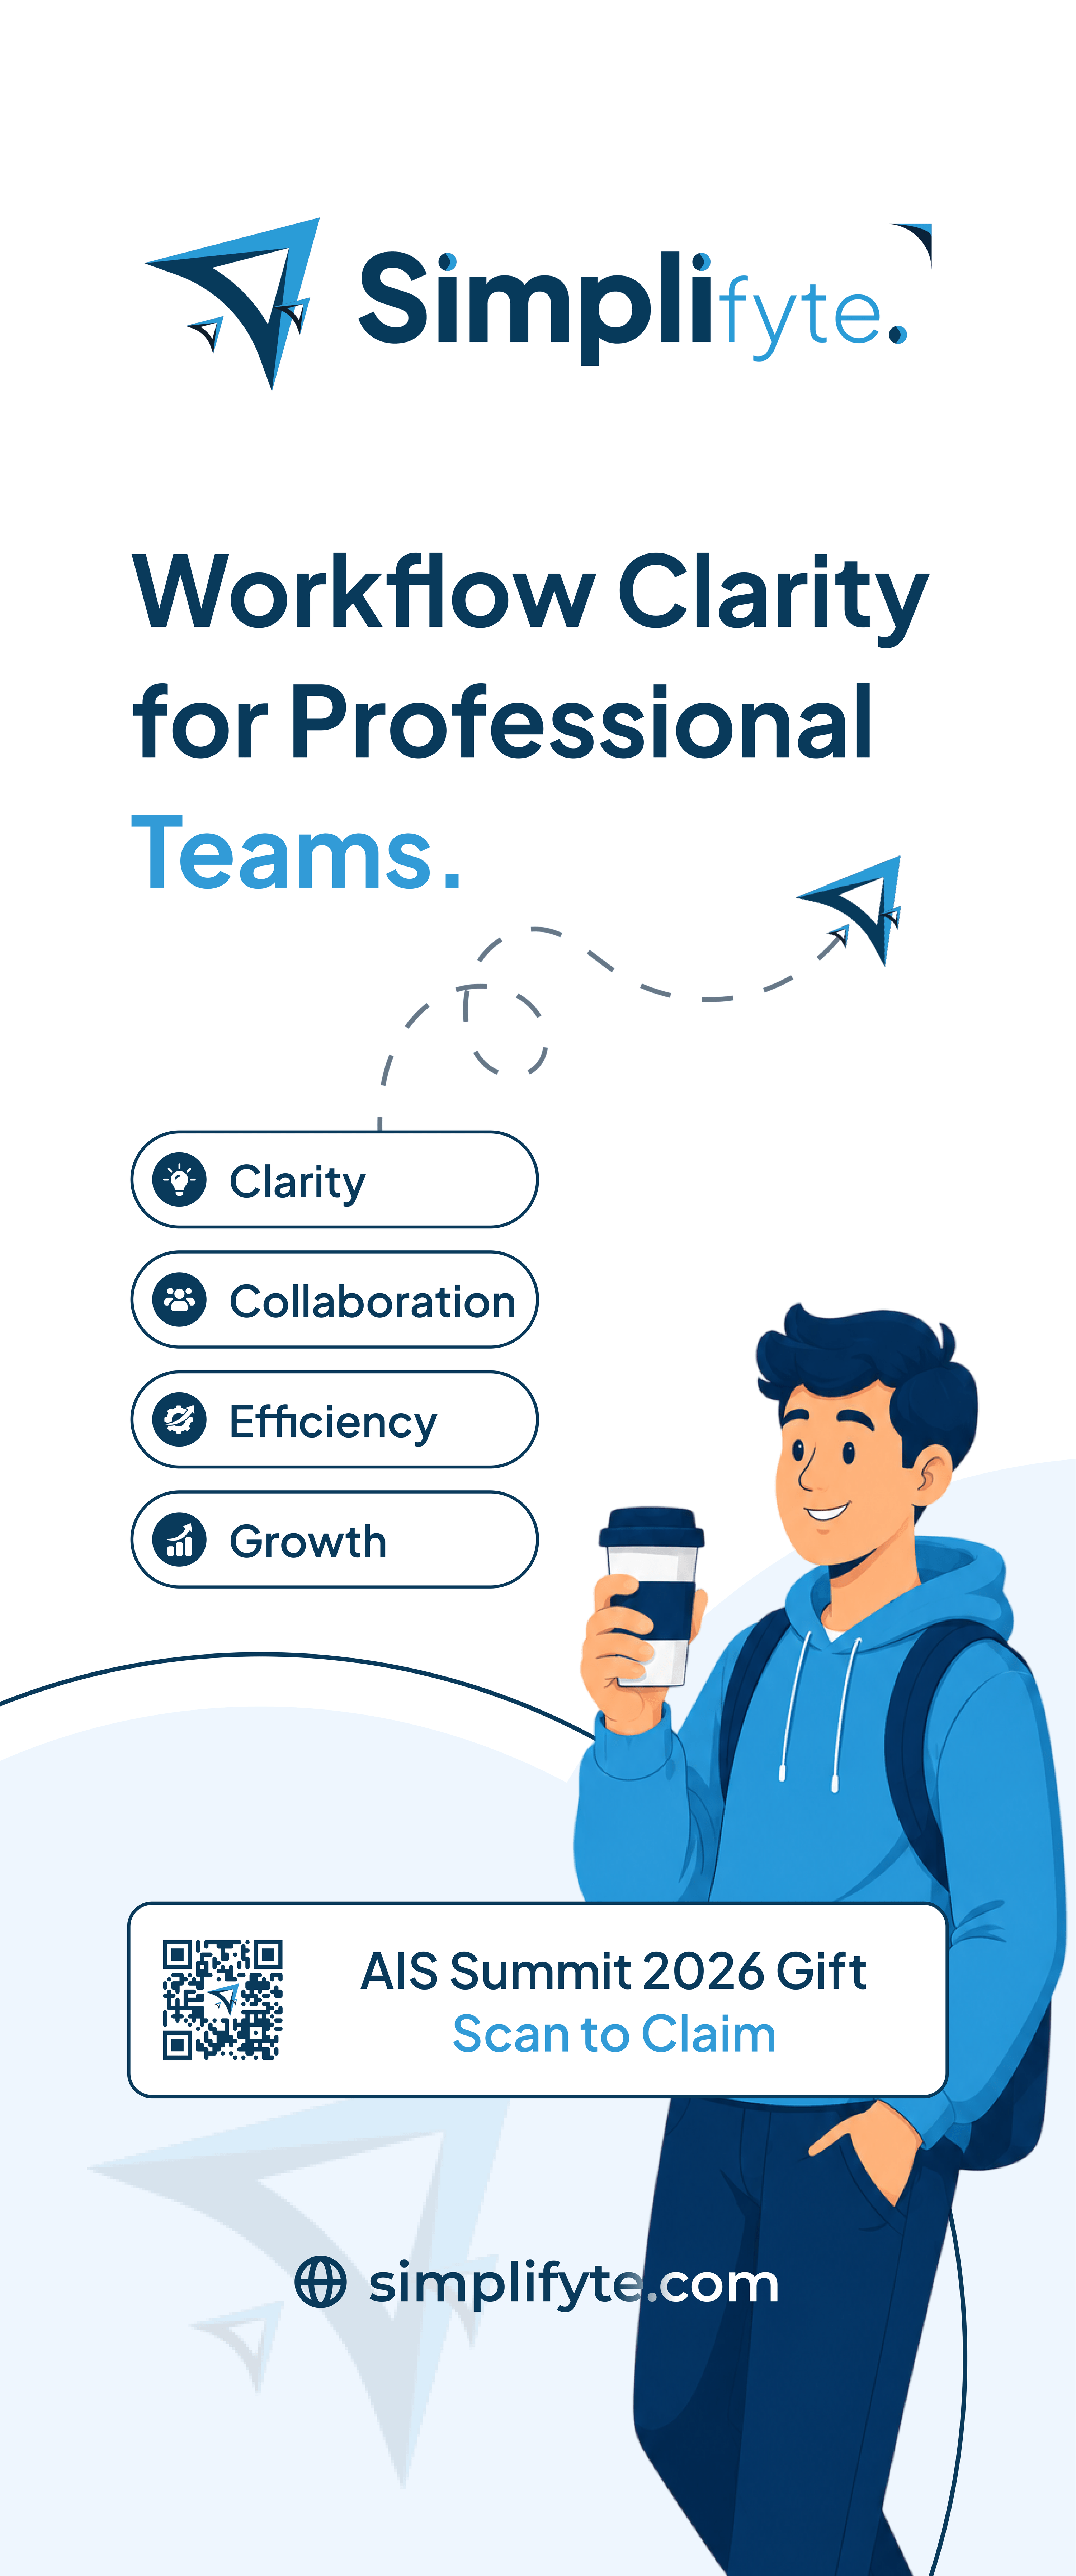 Simplifyte.
Workflow Clarity
for Professional
Teams.
Clarity
Collaboration
Efficiency
Growth
AIS Summit 2026 Gift
Scan to Claim
simplifyte.com